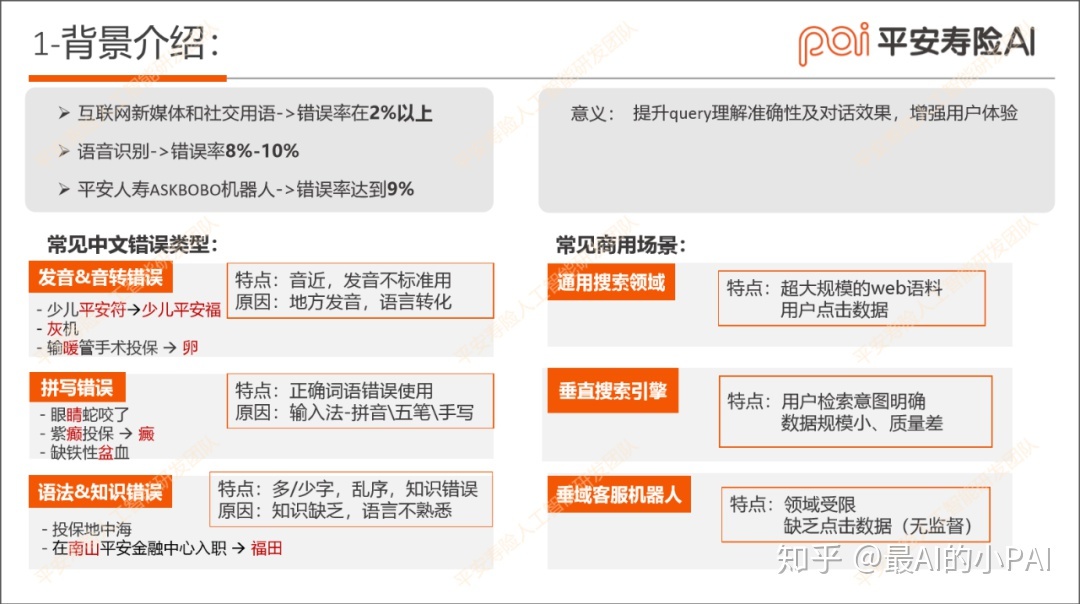 1-背景介绍：
pai 平安寿险AI
➢ 互联网新媒体和社交用语->错误率在2%以上
➢ 语音识别->错误率8%-10%
➢ 平安人寿ASKBOBO机器人->错误率达到9%
意义： 提升query理解准确性及对话效果，增强用户体验
常见中文错误类型：
发音&音转错误
- 少儿平安符→少儿平安福
- 灰机
- 输暖管手术投保 → 卵
特点：音近，发音不标准用
原因：地方发音，语言转化
拼写错误
- 眼睛蛇咬了
- 紫癫投保 → 癜
- 缺铁性盆血
特点：正确词语错误使用
原因：输入法-拼音\五笔\手写
语法&知识错误
- 投保地中海
- 在南山平安金融中心入职 → 福田
特点：多/少字，乱序，知识错误
原因：知识缺乏，语言不熟悉
常见商用场景：
通用搜索领域
特点：超大规模的web语料
用户点击数据
垂直搜索引擎
特点：用户检索意图明确
数据规模小、质量差
垂域客服机器人
特点：领域受限
缺乏点击数据（无监督）
知乎 @最AI的小PAI